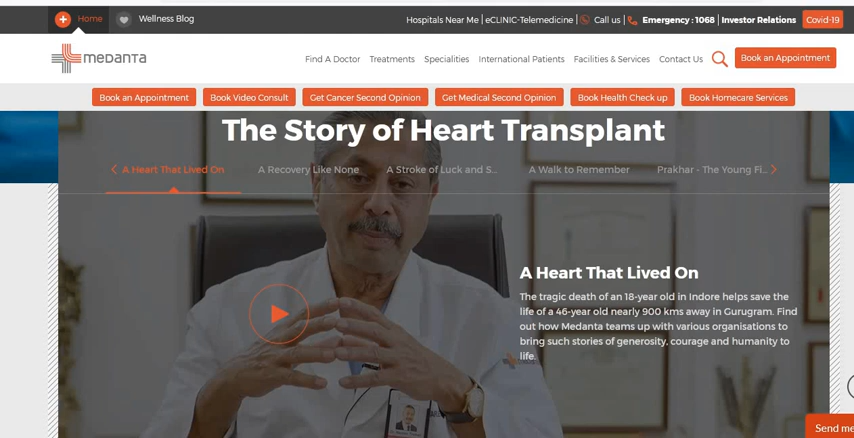 Home
Wellness Blog
Hospitals Near Me | eCLINIC-Telemedicine | Call us | Emergency : 1068 | Investor Relations
Covid-19
medanta
Find A Doctor Treatments Specialities International Patients Facilities & Services Contact Us
Book an Appointment
Book an Appointment
Book Video Consult
Get Cancer Second Opinion
Get Medical Second Opinion
Book Health Check up
Book Homecare Services
The Story of Heart Transplant
A Heart That Lived On
A Recovery Like None
A Stroke of Luck and S...
A Walk to Remember
Prakhar - The Young Fi...
A Heart That Lived On
The tragic death of an 18-year old in Indore helps save the
life of a 46-year old nearly 900 kms away in Gurugram. Find
out how Medanta teams up with various organisations to
bring such stories of generosity, courage and humanity to
life.
Send me